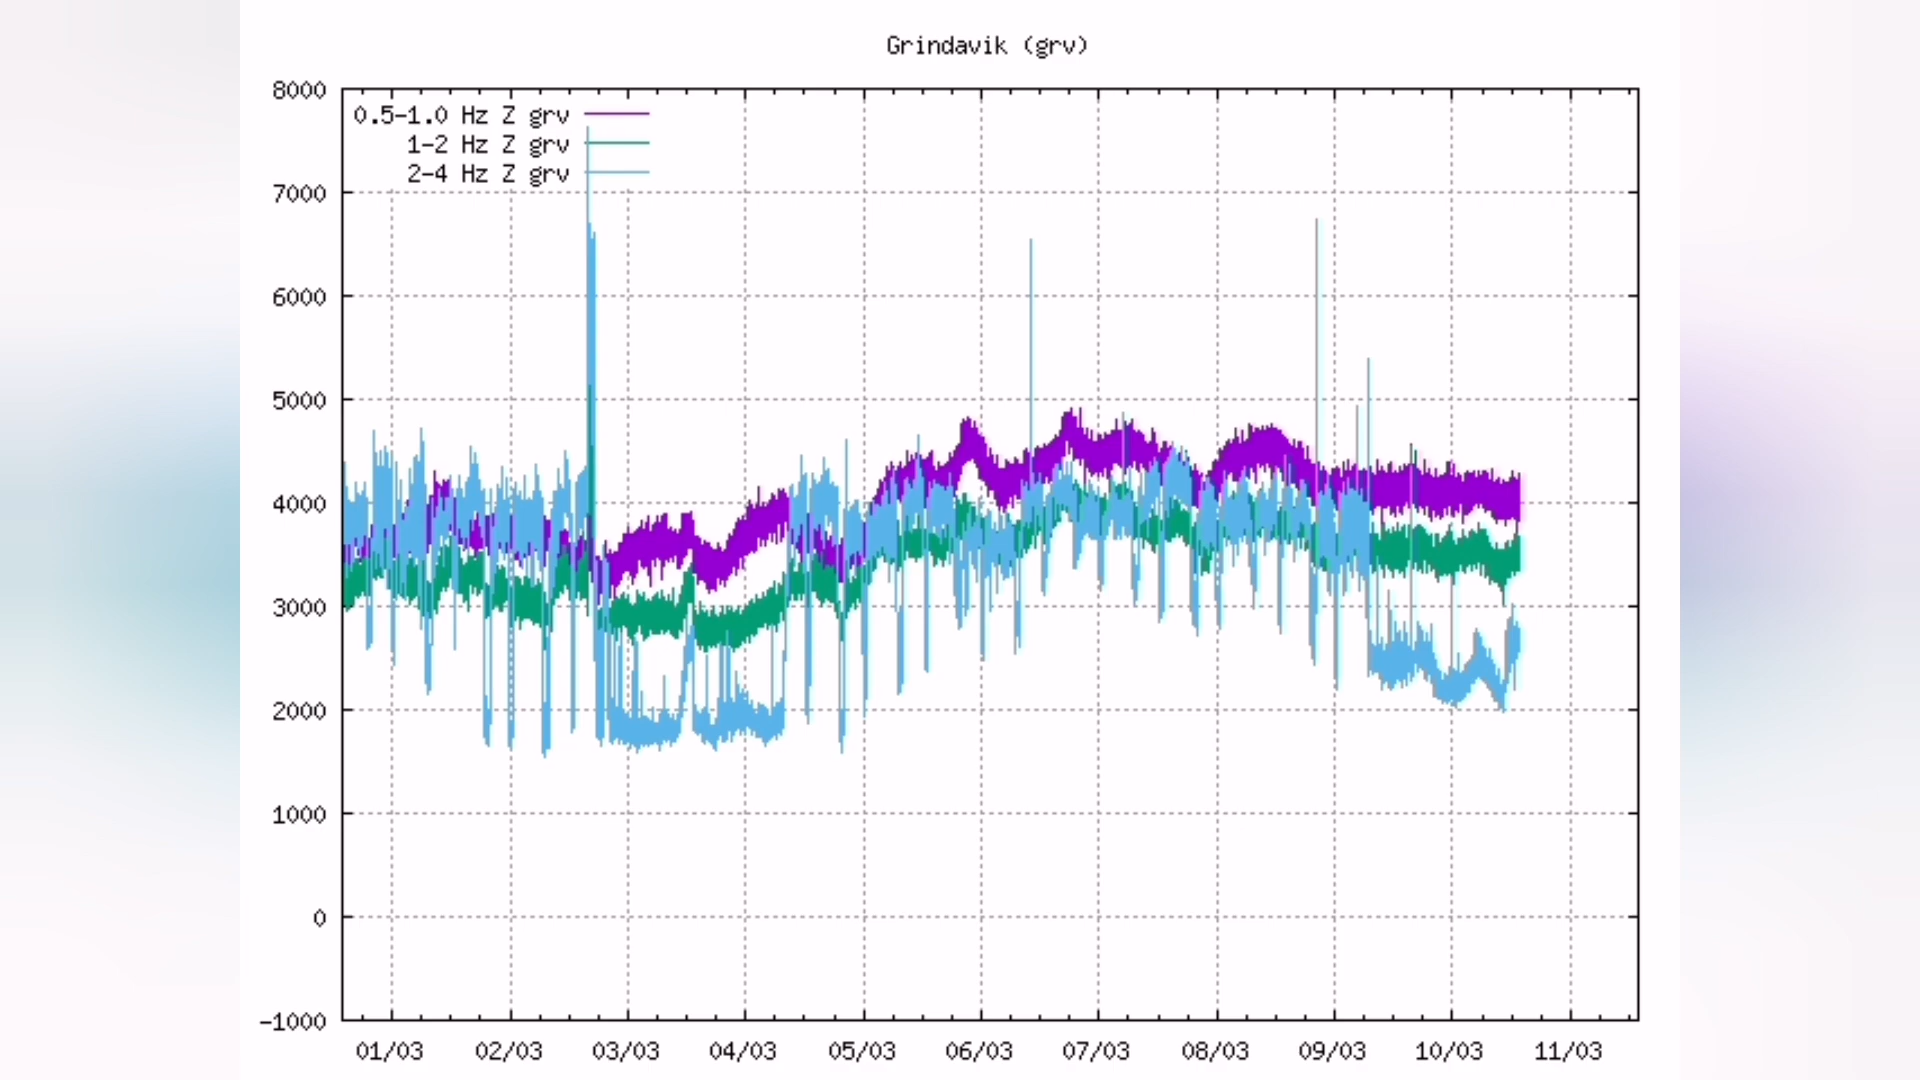 Grindavik (grv)
8000
0.5-1.0 Hz Z grv
1-2 Hz Z grv
2-4 Hz Z grv
7000
6000
5000
4000
3000
2000
1000
0
-1000
01/03 02/03 03/03 04/03 05/03 06/03 07/03 08/03 09/03 10/03 11/03